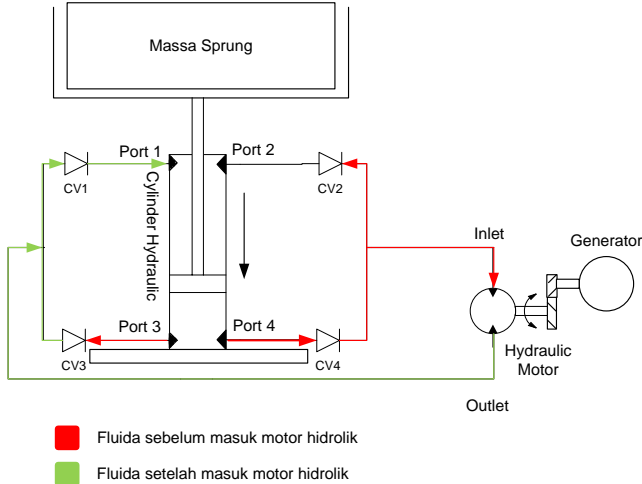 Massa Sprung
Port 1
Port 2
CV1
CV2
Cylinder Hydraulic
Inlet
Generator
Port 3
Port 4
CV3
CV4
Hydraulic
Motor
Outlet
Fluida sebelum masuk motor hidrolik
Fluida setelah masuk motor hidrolik